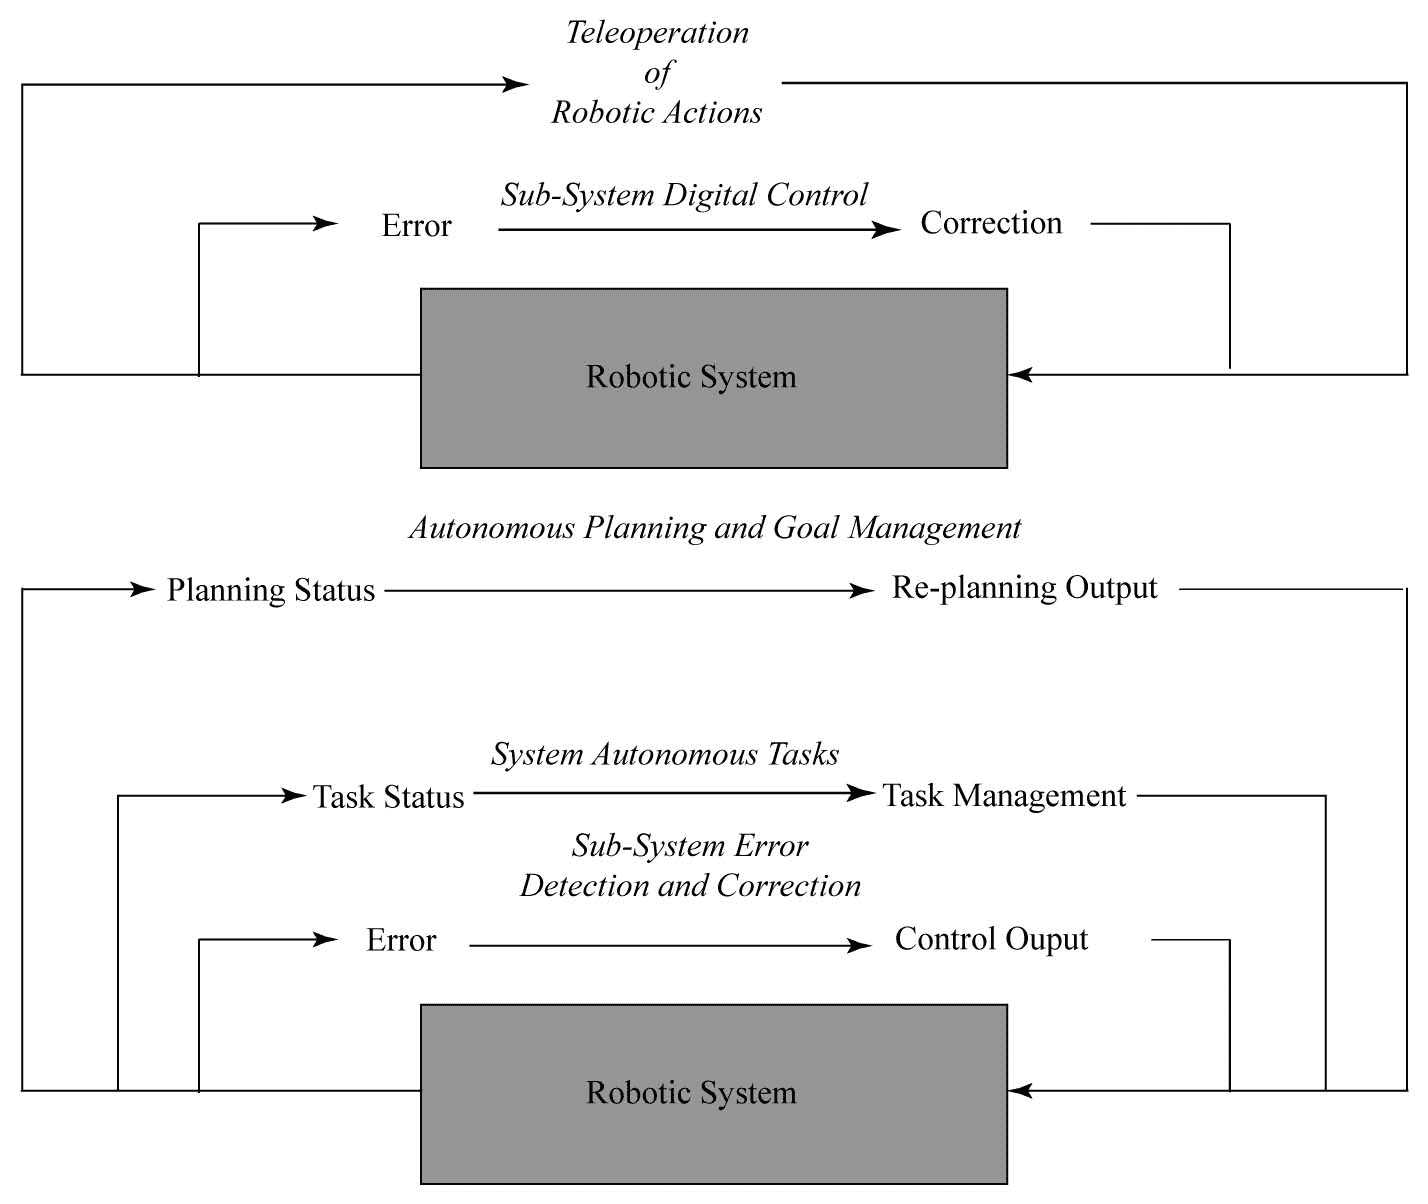 Teleoperation
of
Robotic Actions
Sub-System Digital Control
Error
Correction
Robotic System
Autonomous Planning and Goal Management
Planning Status
Re-planning Output
System Autonomous Tasks
Task Status
Task Management
Sub-System Error
Detection and Correction
Error
Control Ouput
Robotic System